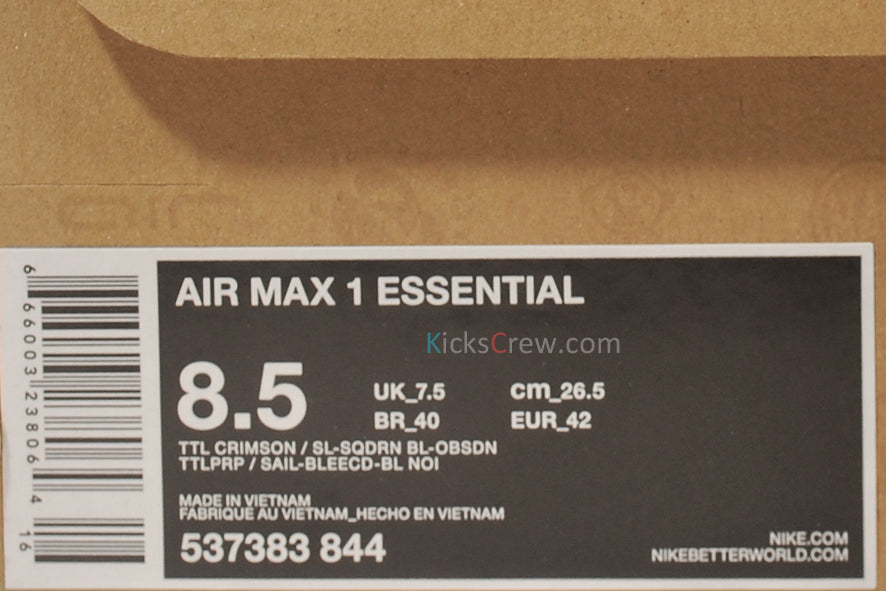 AIR MAX 1 ESSENTIAL
KicksCrew.com
8.5
UK_7.5 cm_26.5
BR_40 EUR_42
TTL CRIMSON / SL-SQDRN BL-OBSDN
TTLPRP / SAIL-BLEECD-BL NOI
MADE IN VIETNAM
FABRIQUE AU VIETNAM_HECHO EN VIETNAM
537383 844
NIKE.COM
NIKEBETTERWORLD.COM
6 66003 23806 4 16